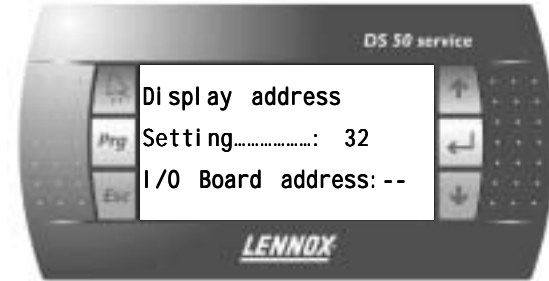 DS 50 service
Display address
Prg Setting………………: 32
I/O Board address:--
Esc
LENNOX